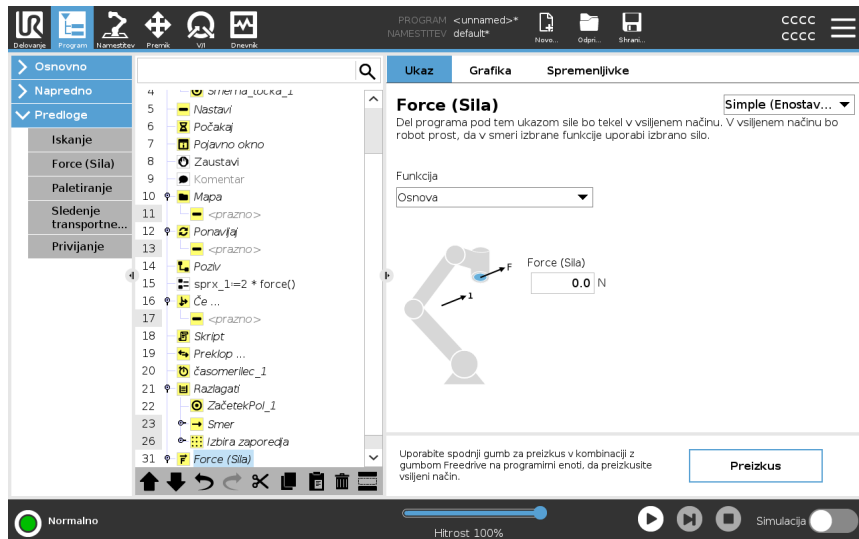 PROGRAM <unnamed>*
NAMESTITEV default*
CCCC
CCCC
Delovanje
Program
Namestitev
Premik
V/I
Dnevnik
Novo...
Odpri...
Shrani...
Osnovno
Napredno
Predloge
Iskanje
Force (Sila)
Paletiranje
Sledenje
transportne...
Privijanje
4 Smerna_točka_1
5 Nastavi
6 Počakaj
7 Pojavno okno
8 Zaustavi
9 Komentar
10 Mapa
11 <prazno>
12 Ponavljaj
13 <prazno>
14 Poziv
15 sprx_1:=2 * force()
16 Če ...
17 <prazno>
18 Skript
19 Preklop ...
20 časomerilec_1
21 Razlagati
22 ZačetekPol_1
23 Smer
26 Izbira zaporedja
31 Force (Sila)
Ukaz
Grafika
Spremenljivke
Force (Sila)
Simple (Enostav...
Del programa pod tem ukazom sile bo tekel v vsiljenem načinu. V vsiljenem načinu bo
robot prost, da v smeri izbrane funkcije uporabi izbrano silo.
Funkcija
Osnova
F
1
Force (Sila)
0.0 N
Uporabite spodnji gumb za preizkus v kombinaciji z
gumbom Freedrive na programirni enoti, da preizkusite
vsiljeni način.
Preizkus
Normalno
Hitrost 100%
Simulacija